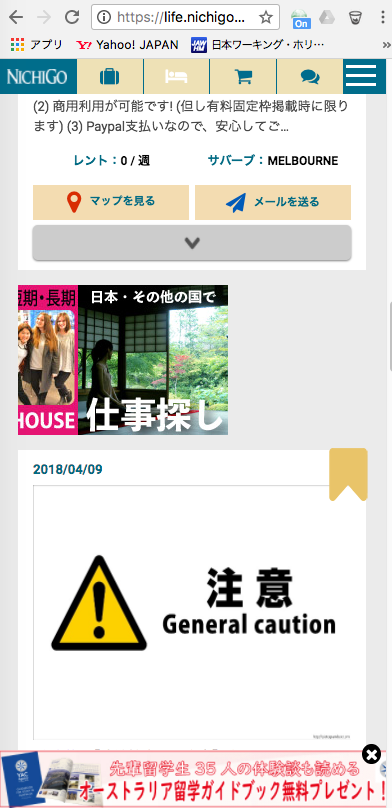 https://life.nichigo...
On
アプリ
Yahoo! JAPAN
日本ワーキング・ホリ...
NICHIGO
(2) 商用利用が可能です! (但し有料固定枠掲載時に限り
ます) (3) Paypal支払いなので、安心してご...
レント：0 / 週
サバーブ：MELBOURNE
マップを見る
メールを送る
短期・長期
HOUSE
日本・その他の国で
仕事探し
2018/04/09
注意
General caution
先輩留学生 35 人の体験談も読める
オーストラリア留学ガイドブック無料プレゼント!